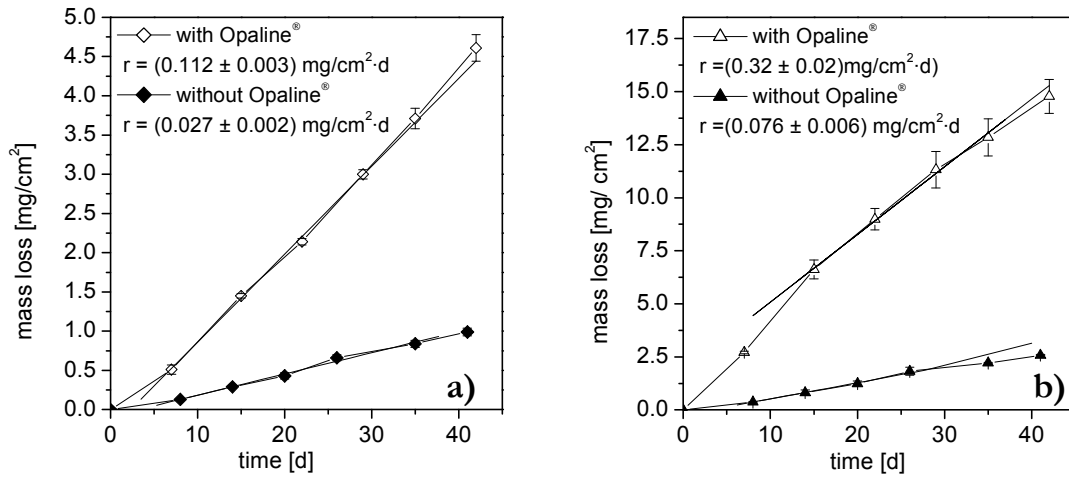 with Opaline®
r = (0.112 ± 0.003) mg/cm²·d
without Opaline®
r = (0.027 ± 0.002) mg/cm²·d
5.0
4.5
4.0
3.5
3.0
2.5
2.0
1.5
1.0
0.5
0.0
mass loss [mg/cm²]
0
10
20
30
40
time [d]
a)
with Opaline®
r =(0.32 ± 0.02)mg/cm²·d)
without Opaline®
r =(0.076 ± 0.006) mg/cm²·d
17.5
15.0
12.5
10.0
7.5
5.0
2.5
0.0
mass loss [mg/ cm²]
0
10
20
30
40
time [d]
b)